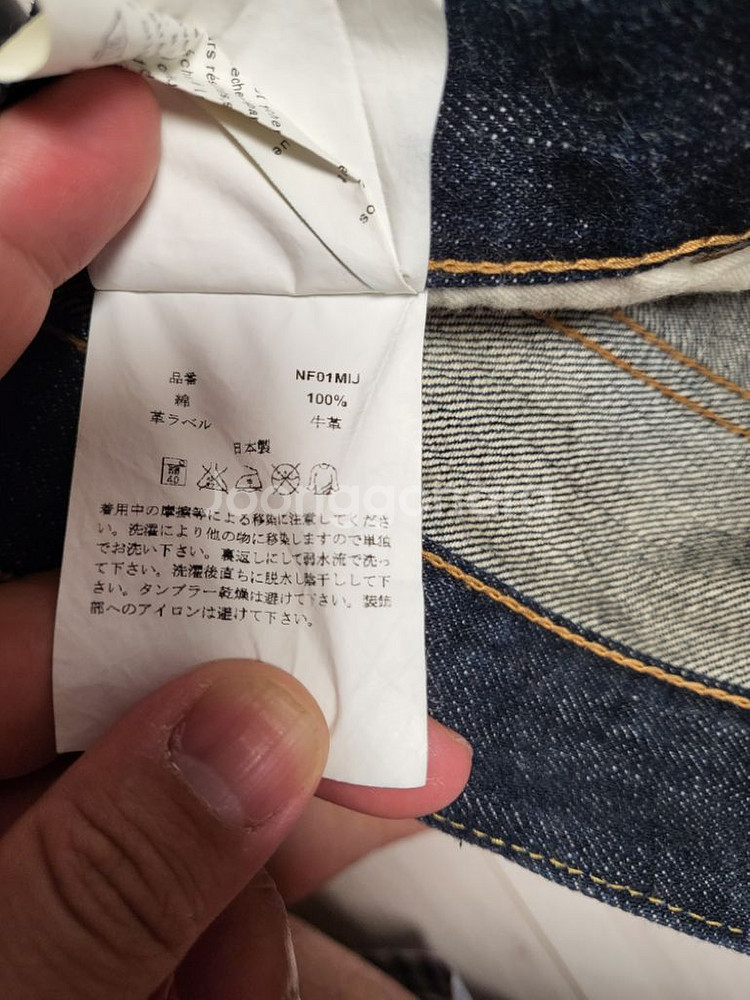 品番 NF01MIJ
綿 100%
革ラベル 牛革
日本製
40
着用中の摩擦等による移染に注意してくださ
い。洗濯により他の物に移染しますので単独
でお洗い下さい。裏返しにして弱水流で洗っ
て下さい。洗濯後直ちに脱水し陰干しして下
さい。タンブラー乾燥は避けて下さい。装飾
部へのアイロンは避けて下さい。
Joonggonara